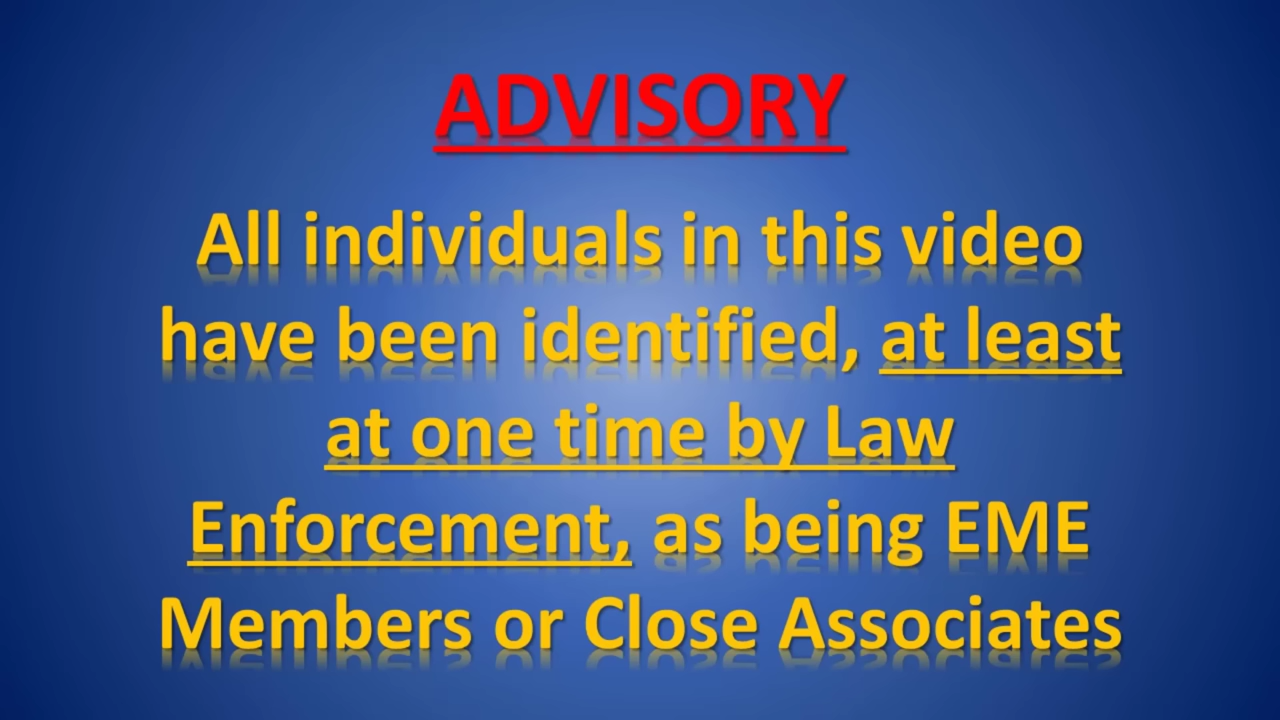 ADVISORY
All individuals in this video
have been identified, at least
at one time by Law
Enforcement, as being EME
Members or Close Associates